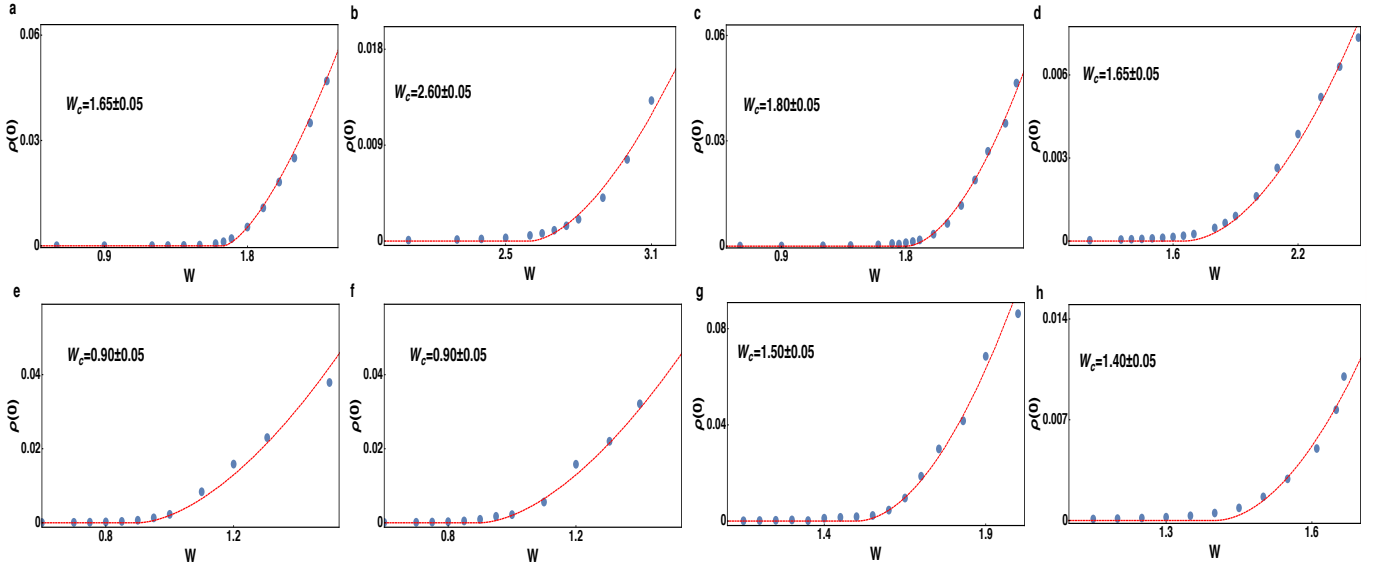 a
0.06
0.03
0
ρ(0)
W_c=1.65±0.05
0.9
1.8
W
b
0.018
0.009
0
ρ(0)
W_c=2.60±0.05
2.5
3.1
W
c
0.06
0.03
0
ρ(0)
W_c=1.80±0.05
0.9
1.8
W
d
0.006
0.003
0
ρ(0)
W_c=1.65±0.05
1.6
2.2
W
e
0.04
0.02
0
ρ(0)
W_c=0.90±0.05
0.8
1.2
W
f
0.04
0.02
0
ρ(0)
W_c=0.90±0.05
0.8
1.2
W
g
0.08
0.04
0
ρ(0)
W_c=1.50±0.05
1.4
1.9
W
h
0.014
0.007
0
ρ(0)
W_c=1.40±0.05
1.3
1.6
W